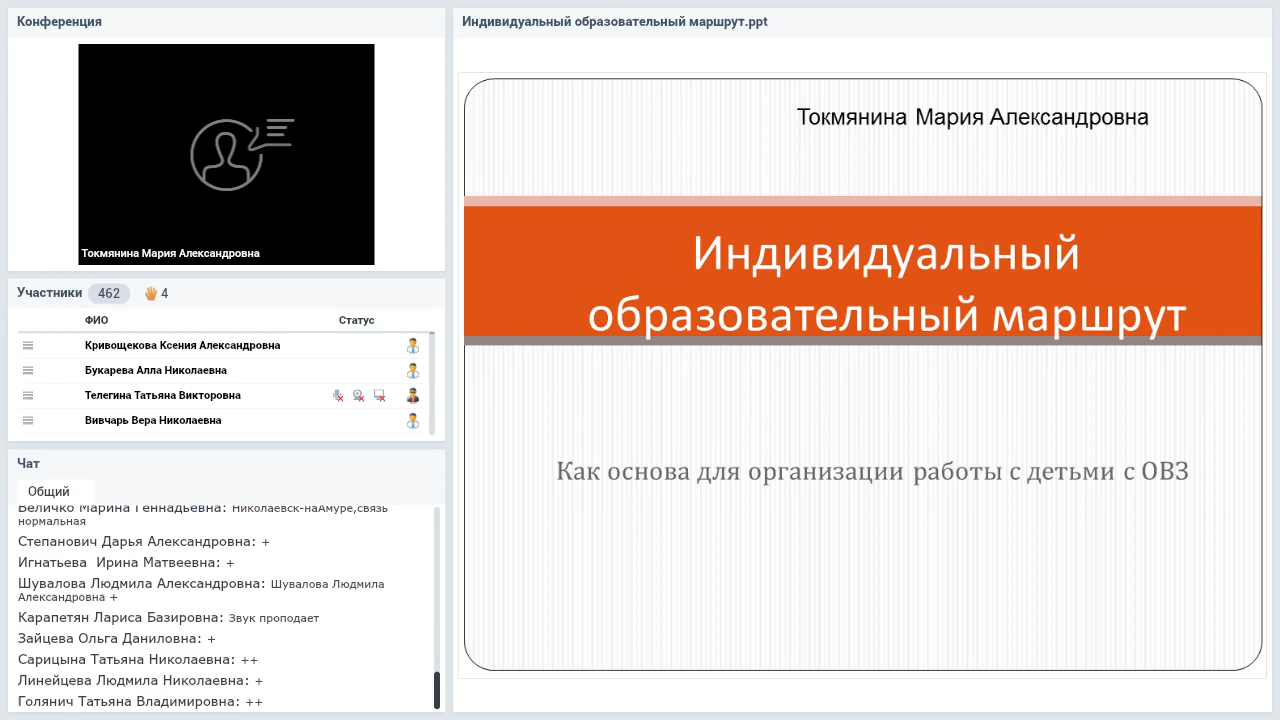 Конференция
Токмянина Мария Александровна
Участники 462 4
ФИО Статус
Кривощекова Ксения Александровна
Букарева Алла Николаевна
Телегина Татьяна Викторовна
Вивчарь Вера Николаевна
Чат
Общий
Величко Марина Геннадьевна: Николаевск-наАмуре,связь
нормальная
Степанович Дарья Александровна: +
Игнатьева Ирина Матвеевна: +
Шувалова Людмила Александровна: Шувалова Людмила
Александровна +
Карапетян Лариса Базировна: Звук проподает
Зайцева Ольга Даниловна: +
Сарицына Татьяна Николаевна: ++
Линейцева Людмила Николаевна: +
Голянич Татьяна Владимировна: ++
Индивидуальный образовательный маршрут.ppt
Токмянина Мария Александровна
Индивидуальный
образовательный маршрут
Как основа для организации работы с детьми с ОВЗ